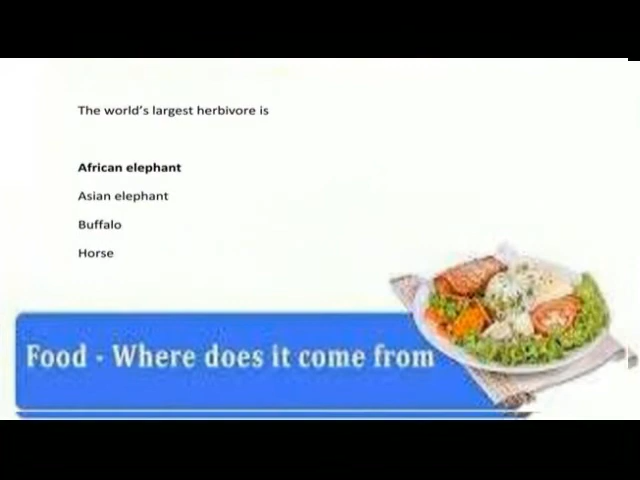 The world's largest herbivore is
African elephant
Asian elephant
Buffalo
Horse
Food - Where does it come from